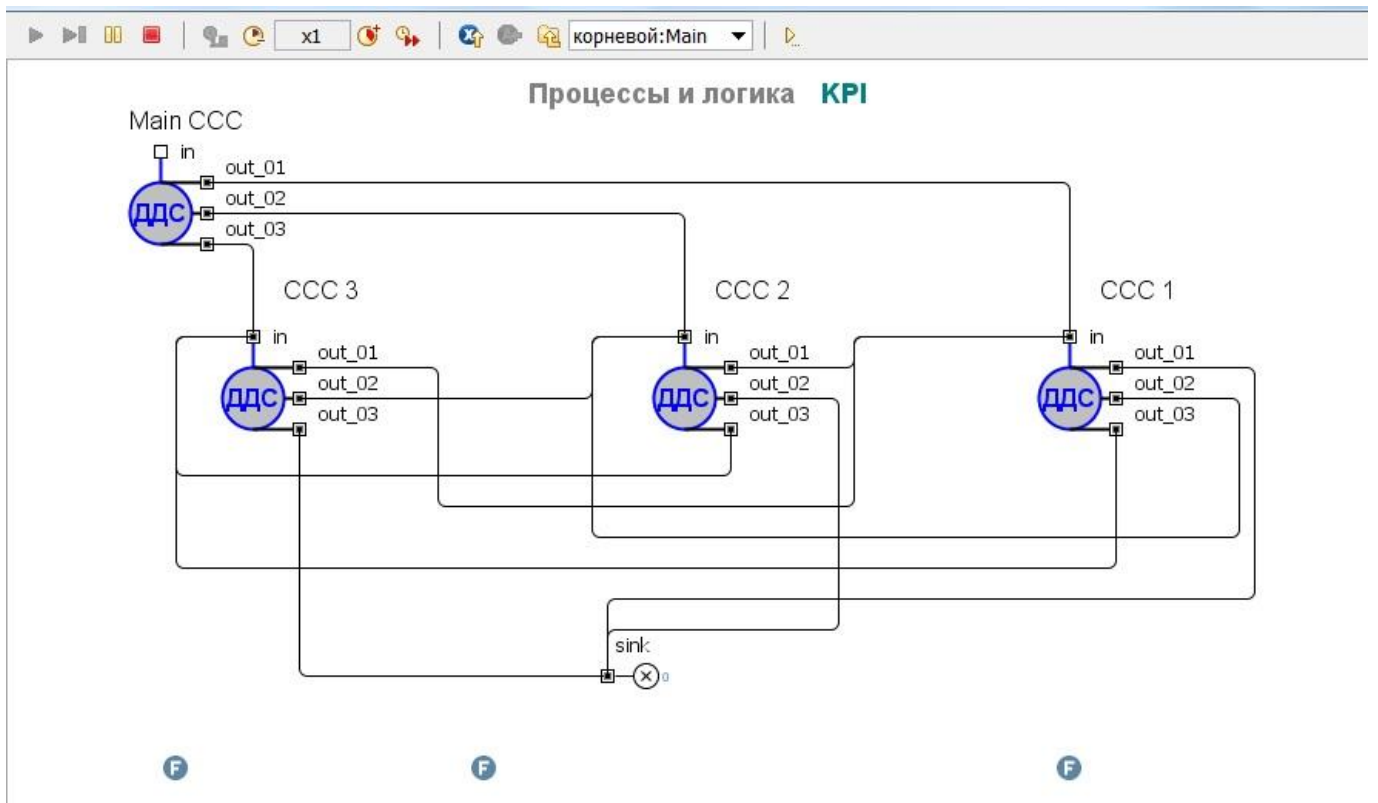 x1 корневой:Main
Процессы и логика KPI
Main CCC
in
out_01
out_02
out_03
ДДС
CCC 3
in
out_01
out_02
out_03
ДДС
CCC 2
in
out_01
out_02
out_03
ДДС
CCC 1
in
out_01
out_02
out_03
ДДС
sink
0
F F F